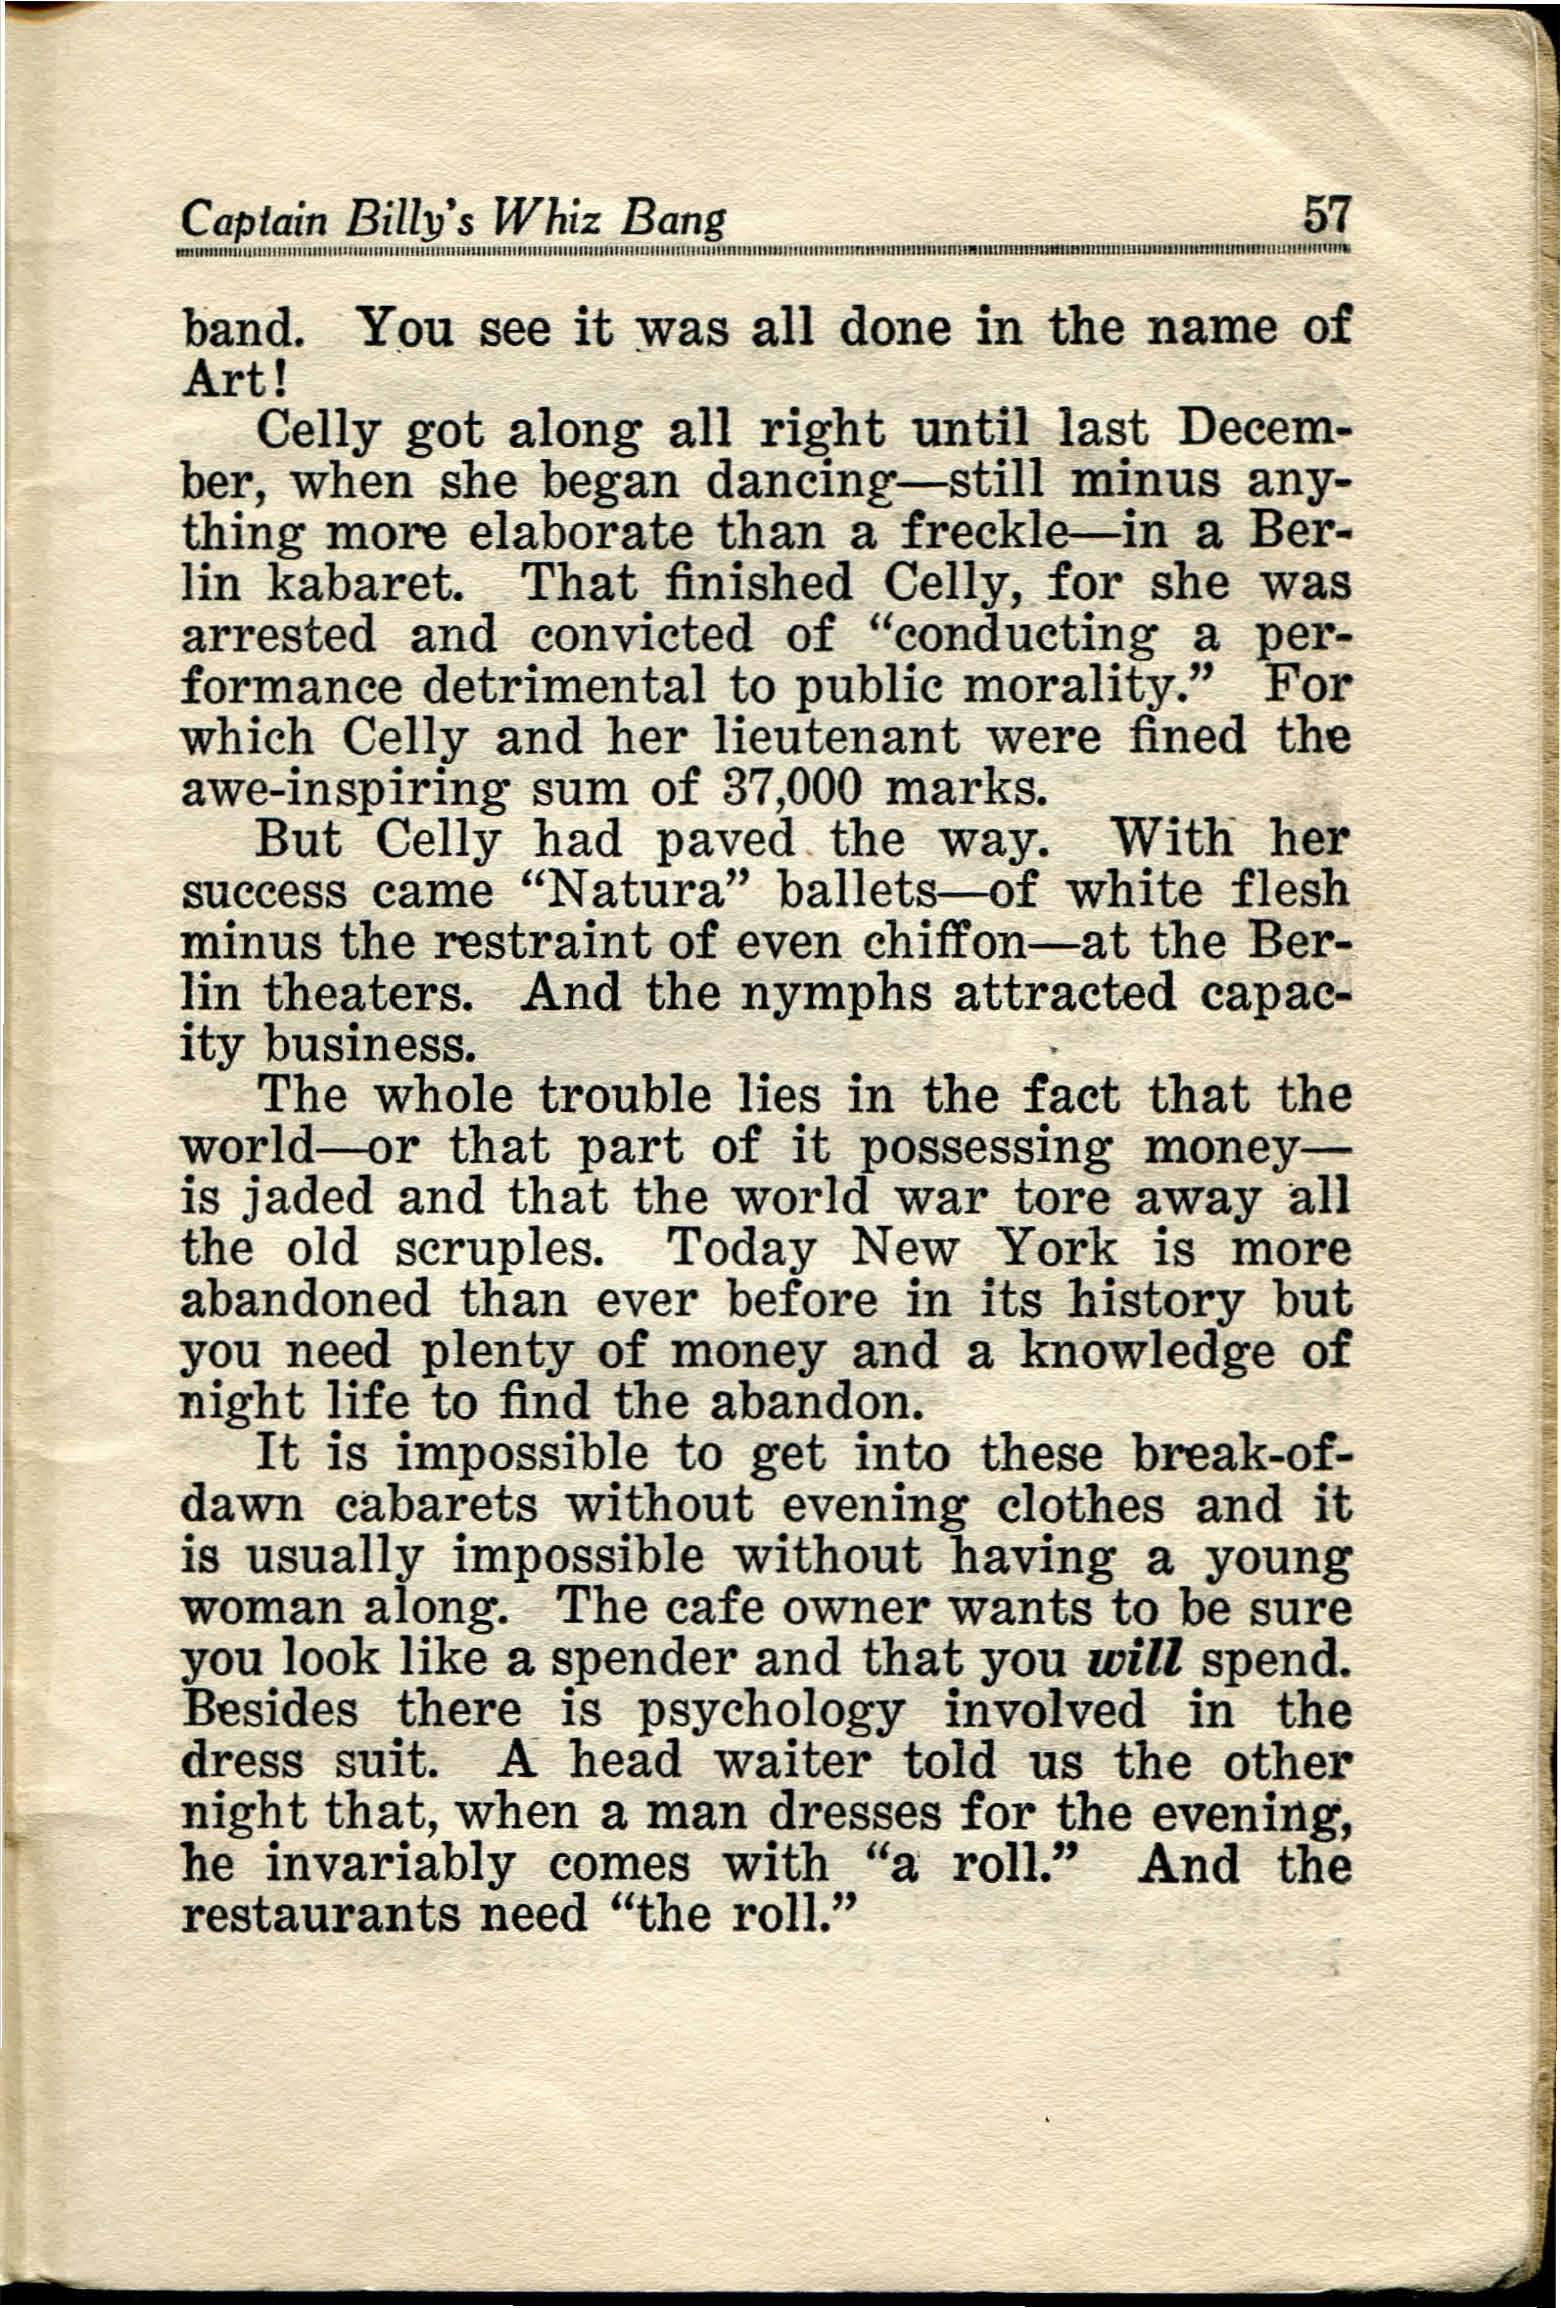 Captain Billy's Whiz Bang 57
band. You see it was all done in the name of
Art!
Celly got along all right until last Decem-
ber, when she began dancing—still minus any-
thing more elaborate than a freckle—in a Ber-
lin kabaret. That finished Celly, for she was
arrested and convicted of “conducting a per-
formance detrimental to public morality.” For
which Celly and her lieutenant were fined the
awe-inspiring sum of 37,000 marks.
But Celly had paved the way. With her
success came “Natura” ballets—of white flesh
minus the restraint of even chiffon—at the Ber-
lin theaters. And the nymphs attracted capac-
ity business.
The whole trouble lies in the fact that the
world—or that part of it possessing money—
is jaded and that the world war tore away all
the old scruples. Today New York is more
abandoned than ever before in its history but
you need plenty of money and a knowledge of
night life to find the abandon.
It is impossible to get into these break-of-
dawn cabarets without evening clothes and it
is usually impossible without having a young
woman along. The cafe owner wants to be sure
you look like a spender and that you will spend.
Besides there is psychology involved in the
dress suit. A head waiter told us the other
night that, when a man dresses for the evening,
he invariably comes with “a roll.” And the
restaurants need “the roll.”